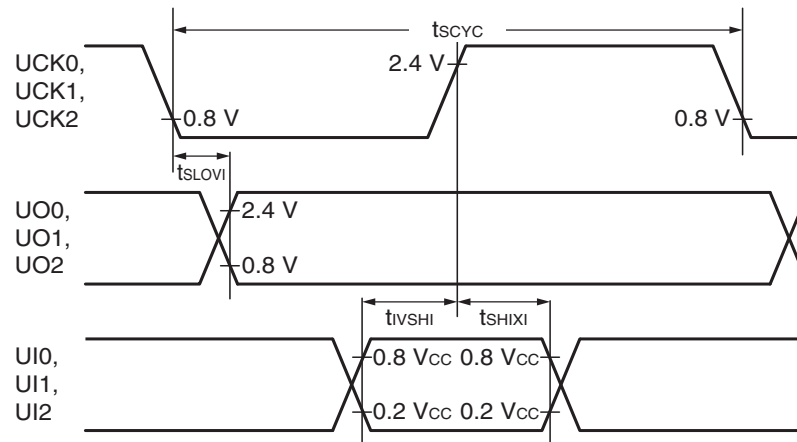 tSCYC
UCK0,
UCK1,
UCK2
2.4 V
0.8 V
0.8 V
tSLOVI
UO0,
UO1,
UO2
2.4 V
0.8 V
tIVSHI
tSHIXI
UI0,
UI1,
UI2
0.8 VCC
0.8 VCC
0.2 VCC
0.2 VCC